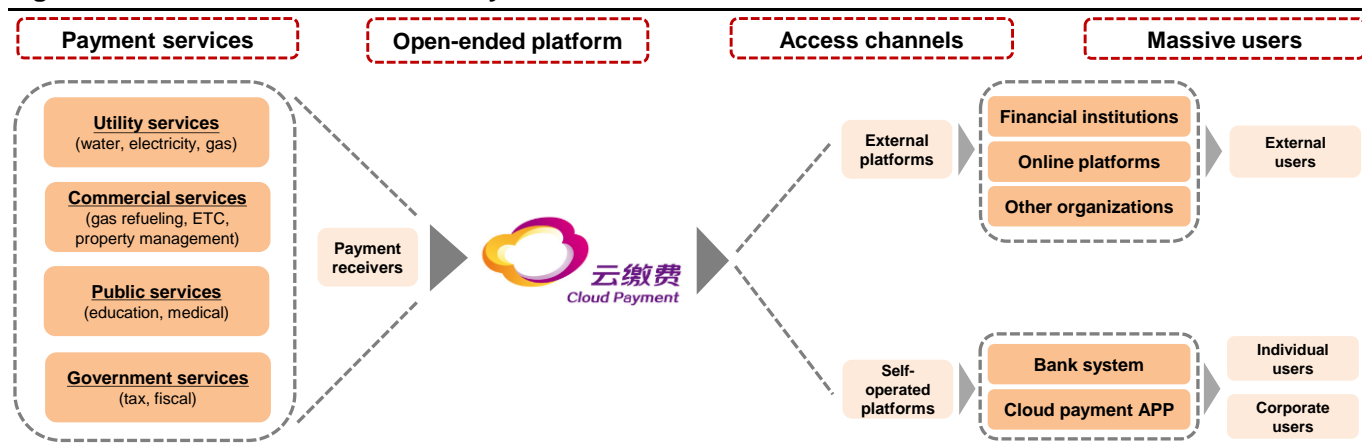 Payment services
Open-ended platform
Access channels
Massive users
Utility services
(water, electricity, gas)
Commercial services
(gas refueling, ETC,
property management)
Public services
(education, medical)
Government services
(tax, fiscal)
Payment
receivers
云缴费
Cloud Payment
External
platforms
Financial institutions
Online platforms
Other organizations
External
users
Self-
operated
platforms
Bank system
Cloud payment APP
Individual
users
Corporate
users